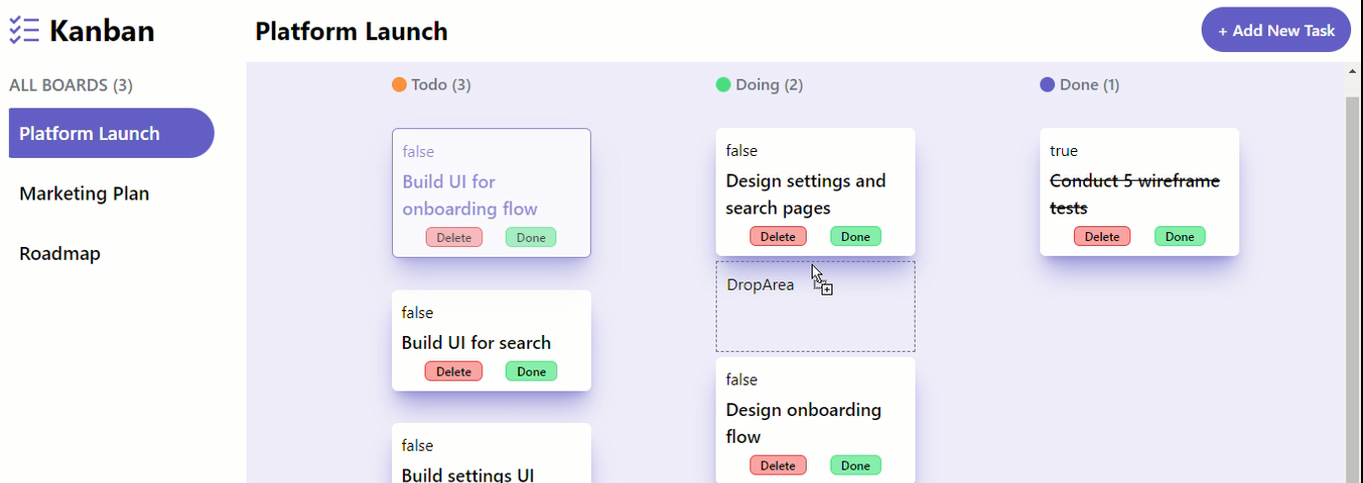 Kanban
Platform Launch
+ Add New Task
ALL BOARDS (3)
Platform Launch
Marketing Plan
Roadmap
Todo (3)
false
Build UI for
onboarding flow
Delete Done
false
Build UI for search
Delete Done
false
Build settings UI
Doing (2)
false
Design settings and
search pages
Delete Done
DropArea
false
Design onboarding
flow
Delete Done
Done (1)
true
Conduct 5 wireframe
tests
Delete Done